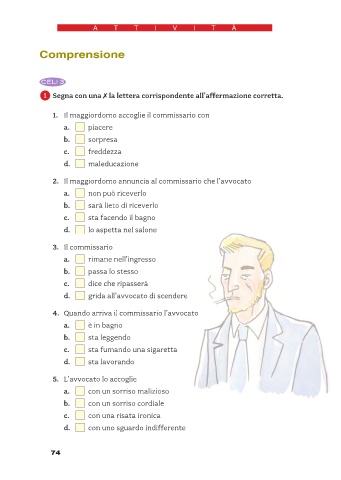 A T T I V I T À
Comprensione
CELI 3
1 Segna con una ✗ la lettera corrispondente all'affermazione corretta.
1. Il maggiordomo accoglie il commissario con
a. piacere
b. sorpresa
c. freddezza
d. maleducazione
2. Il maggiordomo annuncia al commissario che l'avvocato
a. non può riceverlo
b. sarà lieto di riceverlo
c. sta facendo il bagno
d. lo aspetta nel salone
3. Il commissario
a. rimane nell'ingresso
b. passa lo stesso
c. dice che ripasserà
d. grida all'avvocato di scendere
4. Quando arriva il commissario l'avvocato
a. è in bagno
b. sta leggendo
c. sta fumando una sigaretta
d. sta lavorando
5. L'avvocato lo accoglie
a. con un sorriso malizioso
b. con un sorriso cordiale
c. con una risata ironica
d. con uno sguardo indifferente
74